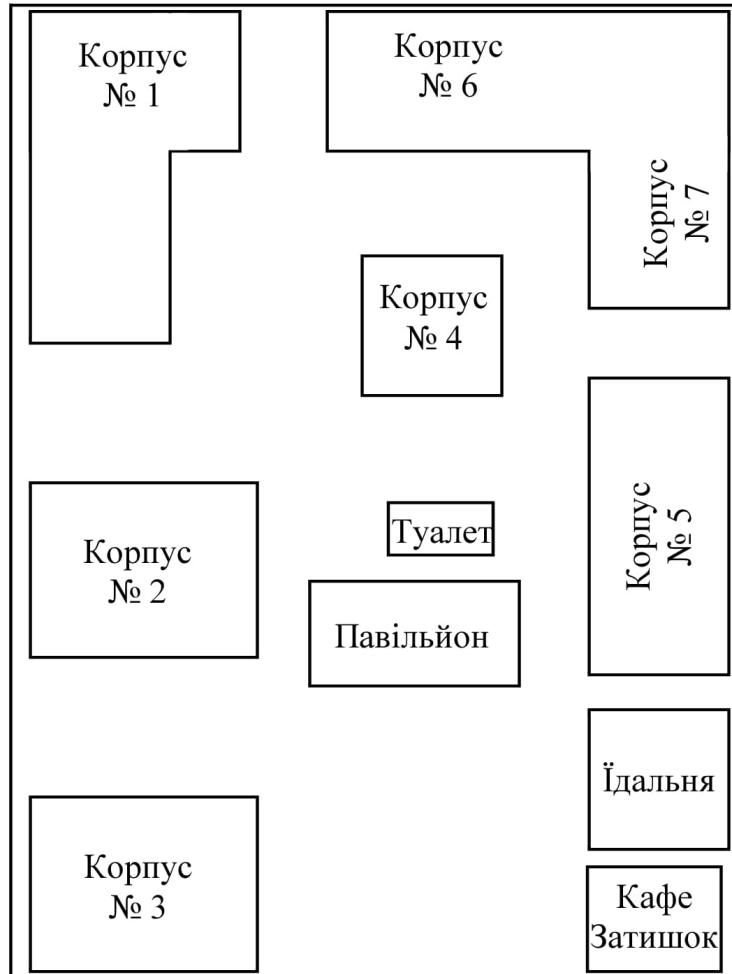 Корпус
№ 1
Корпус
№ 6
Корпус
№ 7
Корпус
№ 4
Корпус
№ 5
Туалет
Корпус
№ 2
Павільйон
Їдальня
Корпус
№ 3
Кафе
Затишок